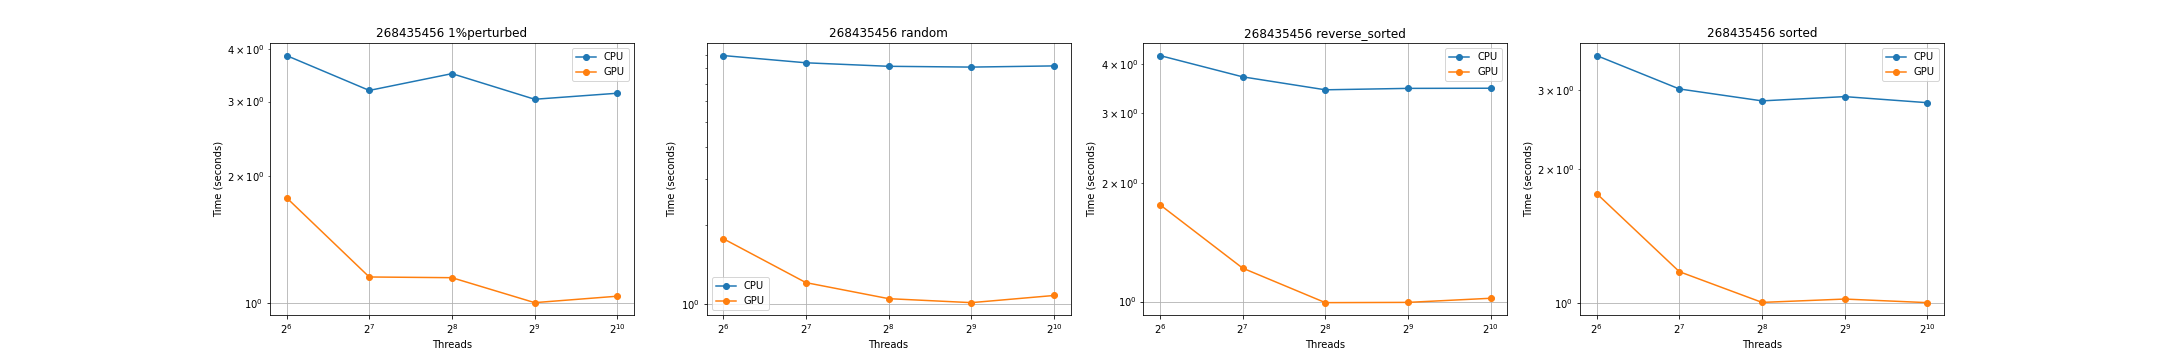 268435456 1%perturbed
Time (seconds)
4 × 10⁰
3 × 10⁰
2 × 10⁰
10⁰
CPU
GPU
2⁶ 2⁷ 2⁸ 2⁹ 2¹⁰
Threads
268435456 random
Time (seconds)
10⁰
CPU
GPU
2⁶ 2⁷ 2⁸ 2⁹ 2¹⁰
Threads
268435456 reverse_sorted
Time (seconds)
4 × 10⁰
3 × 10⁰
2 × 10⁰
10⁰
CPU
GPU
2⁶ 2⁷ 2⁸ 2⁹ 2¹⁰
Threads
268435456 sorted
Time (seconds)
3 × 10⁰
2 × 10⁰
10⁰
CPU
GPU
2⁶ 2⁷ 2⁸ 2⁹ 2¹⁰
Threads